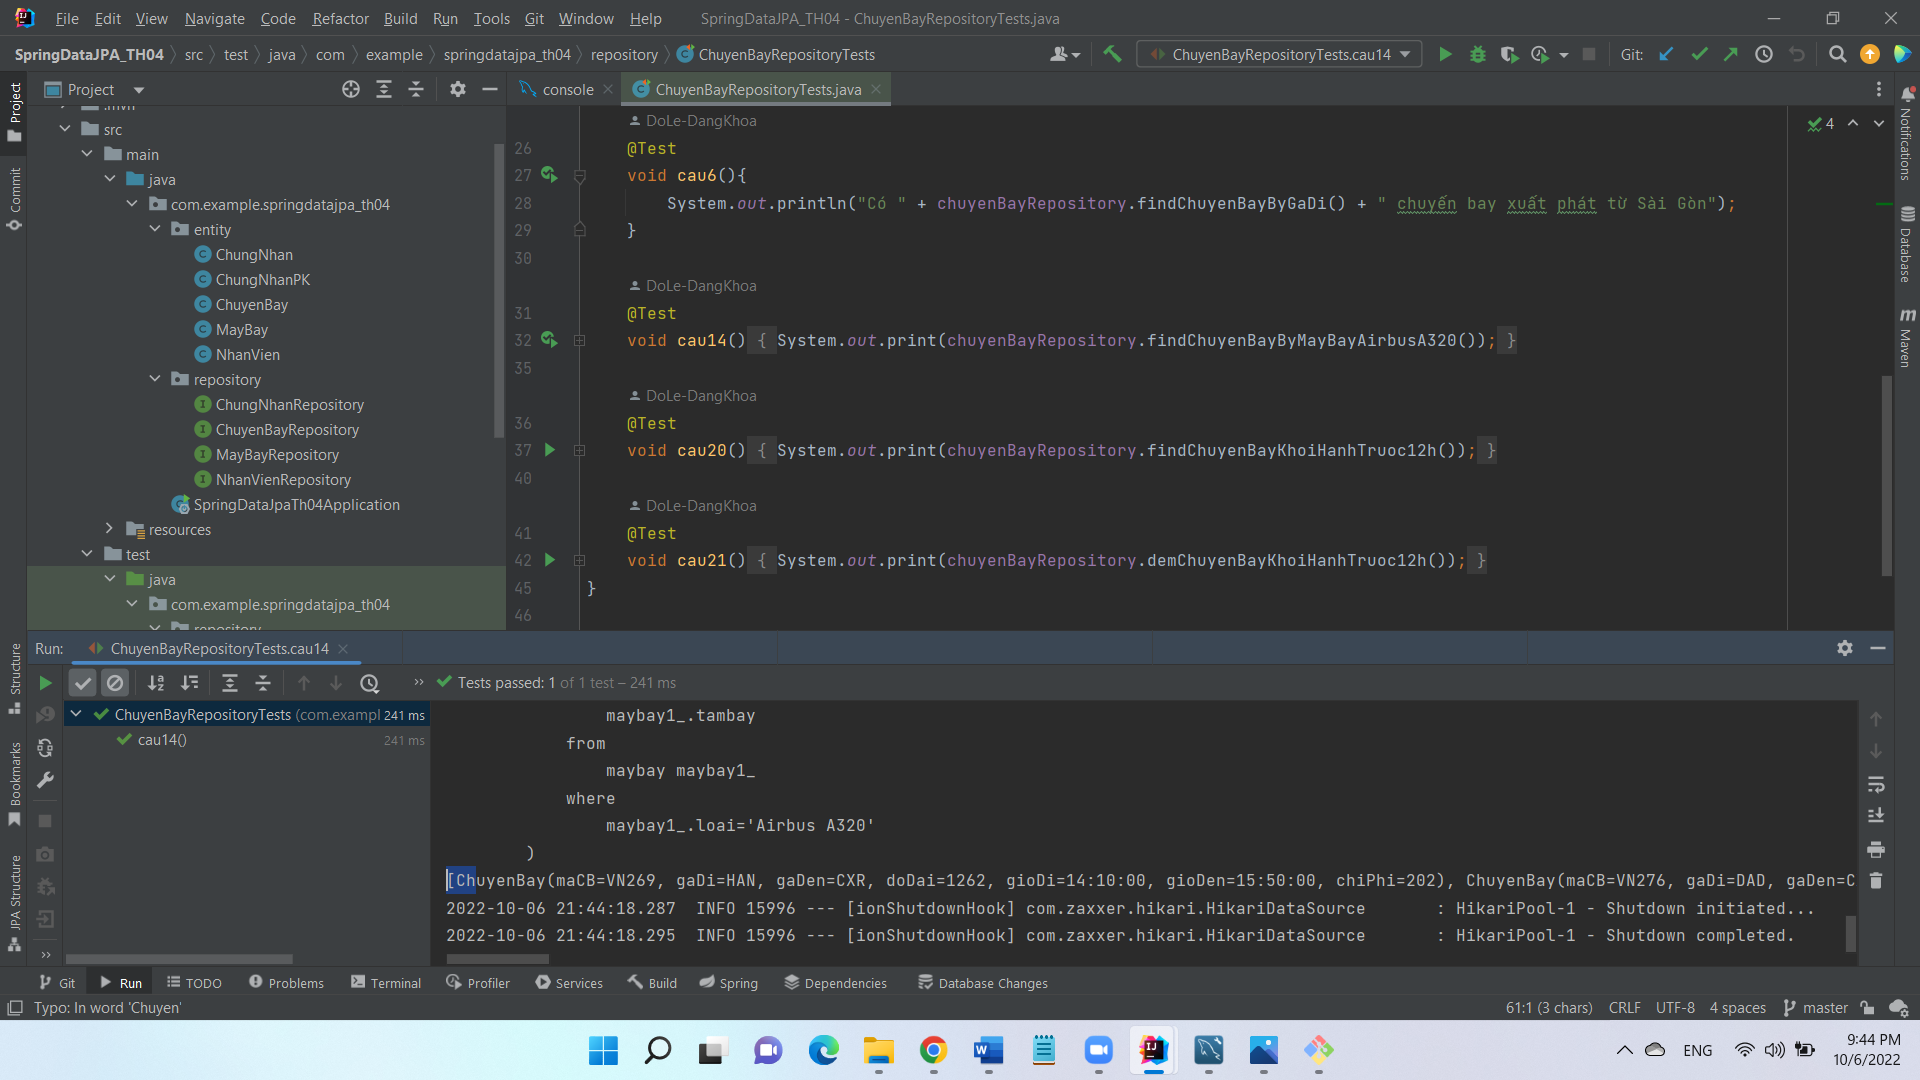 File Edit View Navigate Code Refactor Build Run Tools Git Window Help SpringDataJPA_TH04 - ChuyenBayRepositoryTests.java
SpringDataJPA_TH04 src test java com example springdatajpa_th04 repository ChuyenBayRepositoryTests ChuyenBayRepositoryTests.cau14 Git:
Project
console ChuyenBayRepositoryTests.java
Project
Commit
Structure
Bookmarks
JPA Structure
Notifications
Database
Maven
src
main
java
com.example.springdatajpa_th04
entity
ChungNhan
ChungNhanPK
ChuyenBay
MayBay
NhanVien
repository
ChungNhanRepository
ChuyenBayRepository
MayBayRepository
NhanVienRepository
SpringDataJpaTh04Application
resources
test
java
com.example.springdatajpa_th04
repository
4
DoLe-DangKhoa
26 @Test
27 void cau6(){
28 System.out.println("Có " + chuyenBayRepository.findChuyenBayByGaDi() + " chuyến bay xuất phát từ Sài Gòn");
29 }
30
DoLe-DangKhoa
31 @Test
32 void cau14() { System.out.print(chuyenBayRepository.findChuyenBayByMayBayAirbusA320()); }
35
DoLe-DangKhoa
36 @Test
37 void cau20() { System.out.print(chuyenBayRepository.findChuyenBayKhoiHanhTruoc12h()); }
40
DoLe-DangKhoa
41 @Test
42 void cau21() { System.out.print(chuyenBayRepository.demChuyenBayKhoiHanhTruoc12h()); }
45 }
46
Run: ChuyenBayRepositoryTests.cau14
Tests passed: 1 of 1 test – 241 ms
ChuyenBayRepositoryTests (com.exampl 241 ms
cau14() 241 ms
maybay1_.tambay
from
maybay maybay1_
where
maybay1_.loai='Airbus A320'
)
[ChuyenBay(maCB=VN269, gaDi=HAN, gaDen=CXR, doDai=1262, gioDi=14:10:00, gioDen=15:50:00, chiPhi=202), ChuyenBay(maCB=VN276, gaDi=DAD, gaDen=C
2022-10-06 21:44:18.287 INFO 15996 --- [ionShutdownHook] com.zaxxer.hikari.HikariDataSource : HikariPool-1 - Shutdown initiated...
2022-10-06 21:44:18.295 INFO 15996 --- [ionShutdownHook] com.zaxxer.hikari.HikariDataSource : HikariPool-1 - Shutdown completed.
Git Run TODO Problems Terminal Profiler Services Build Spring Dependencies Database Changes
Typo: In word 'Chuyen' 61:1 (3 chars) CRLF UTF-8 4 spaces master
ENG
9:44 PM
10/6/2022